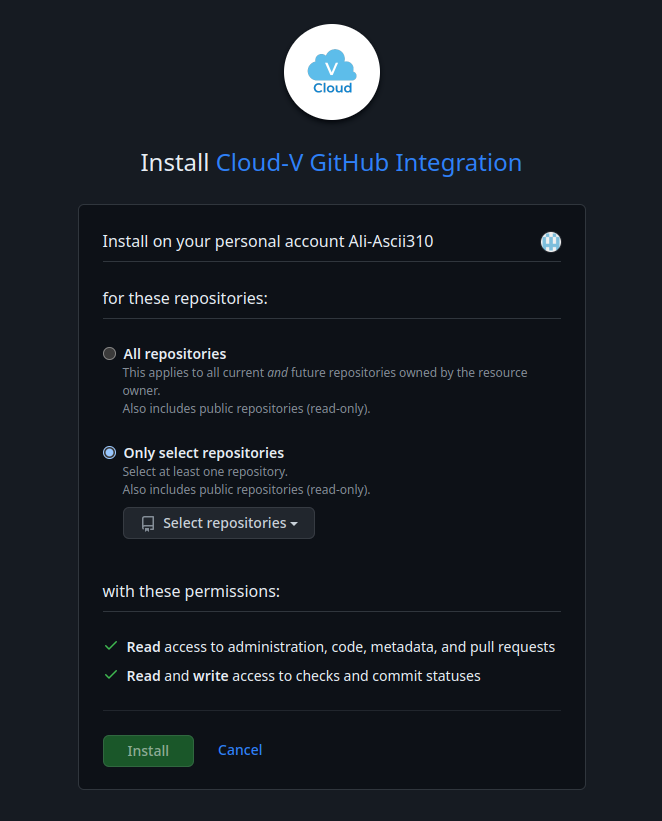 V
Cloud
Install Cloud-V GitHub Integration
Install on your personal account Ali-Ascii310
for these repositories:
All repositories
This applies to all current and future repositories owned by the resource
owner.
Also includes public repositories (read-only).
Only select repositories
Select at least one repository.
Also includes public repositories (read-only).
Select repositories
with these permissions:
Read access to administration, code, metadata, and pull requests
Read and write access to checks and commit statuses
Install Cancel